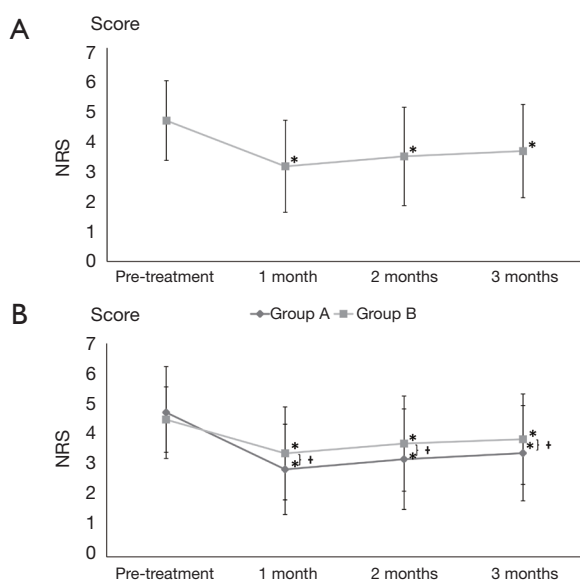 A
Score
7
6
5
4
3
2
1
0
NRS
*
*
*
Pre-treatment 1 month 2 months 3 months
B
Score
Group A Group B
7
6
5
4
3
2
1
0
NRS
* * *
* * *
} ⟊ } ⟊ } ⟊
Pre-treatment 1 month 2 months 3 months